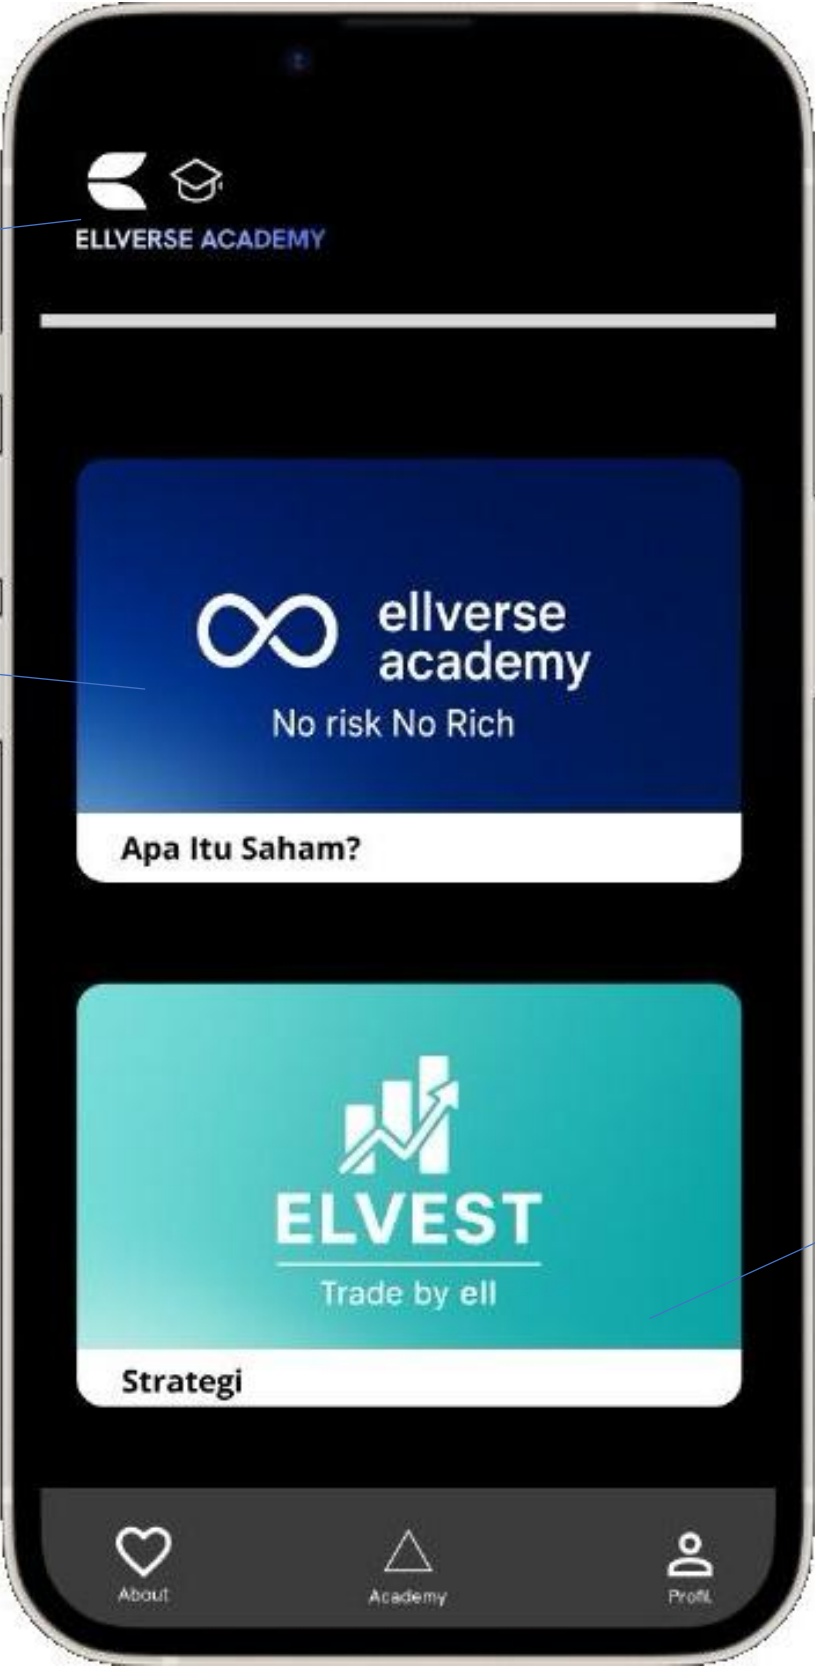 ELLVERSE ACADEMY
ellverse
academy
No risk No Rich
Apa Itu Saham?
ELVEST
Trade by ell
Strategi
About
Academy
Profil